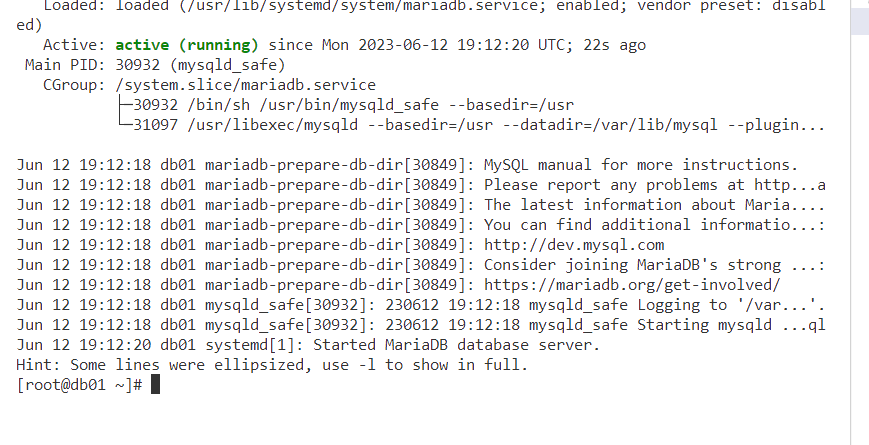 Loaded: loaded (/usr/lib/systemd/system/mariadb.service; enabled; vendor preset: disabl
ed)
Active: active (running) since Mon 2023-06-12 19:12:20 UTC; 22s ago
Main PID: 30932 (mysqld_safe)
CGroup: /system.slice/mariadb.service
├─30932 /bin/sh /usr/bin/mysqld_safe --basedir=/usr
└─31097 /usr/libexec/mysqld --basedir=/usr --datadir=/var/lib/mysql --plugin...
Jun 12 19:12:18 db01 mariadb-prepare-db-dir[30849]: MySQL manual for more instructions.
Jun 12 19:12:18 db01 mariadb-prepare-db-dir[30849]: Please report any problems at http...a
Jun 12 19:12:18 db01 mariadb-prepare-db-dir[30849]: The latest information about Maria....
Jun 12 19:12:18 db01 mariadb-prepare-db-dir[30849]: You can find additional informatio...:
Jun 12 19:12:18 db01 mariadb-prepare-db-dir[30849]: http://dev.mysql.com
Jun 12 19:12:18 db01 mariadb-prepare-db-dir[30849]: Consider joining MariaDB's strong ...:
Jun 12 19:12:18 db01 mariadb-prepare-db-dir[30849]: https://mariadb.org/get-involved/
Jun 12 19:12:18 db01 mysqld_safe[30932]: 230612 19:12:18 mysqld_safe Logging to '/var...'.
Jun 12 19:12:18 db01 mysqld_safe[30932]: 230612 19:12:18 mysqld_safe Starting mysqld ...ql
Jun 12 19:12:20 db01 systemd[1]: Started MariaDB database server.
Hint: Some lines were ellipsized, use -l to show in full.
[root@db01 ~]#